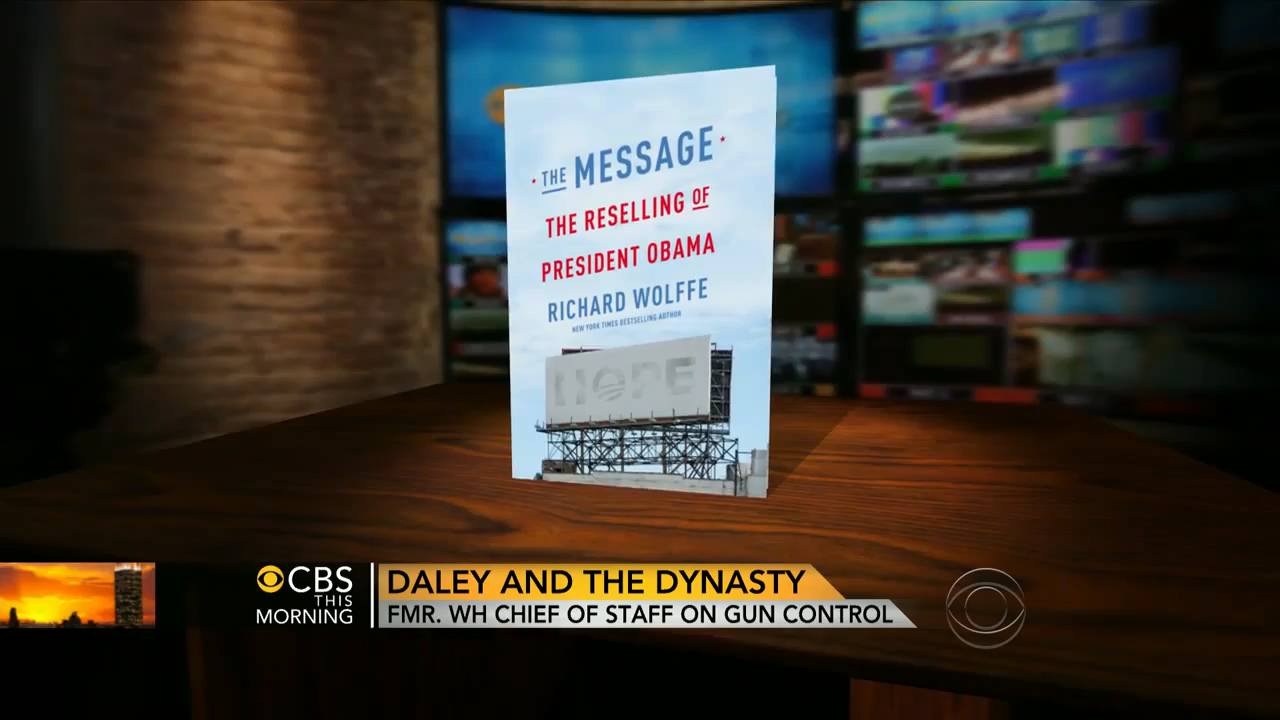 · THE MESSAGE ·
THE RESELLING OF
PRESIDENT OBAMA
RICHARD WOLFFE
NEW YORK TIMES BESTSELLING AUTHOR
HOPE
CBS
THIS
MORNING
DALEY AND THE DYNASTY
FMR. WH CHIEF OF STAFF ON GUN CONTROL